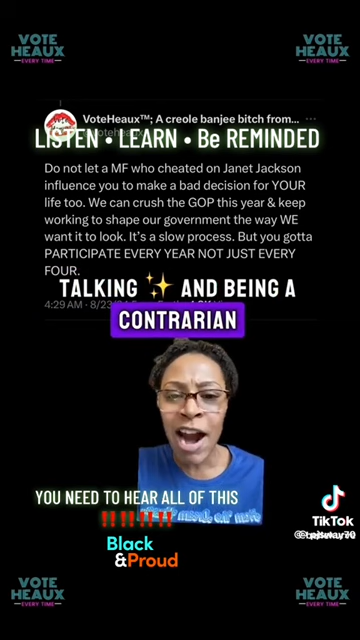 VOTE
HEAUX
EVERY TIME
VOTE
HEAUX
EVERY TIME
VoteHeaux™; A creole banjee bitch from...
LISTEN • LEARN • Be REMINDED
Do not let a MF who cheated on Janet Jackson
influence you to make a bad decision for YOUR
life too. We can crush the GOP this year & keep
working to shape our government the way WE
want it to look. It's a slow process. But you gotta
PARTICIPATE EVERY YEAR NOT JUST EVERY
FOUR.
TALKING ✨ AND BEING A
CONTRARIAN
4:29 AM
YOU NEED TO HEAR ALL OF THIS
‼️‼️‼️‼️
Black
&Proud
TikTok
VOTE
HEAUX
EVERY TIME
VOTE
HEAUX
EVERY TIME